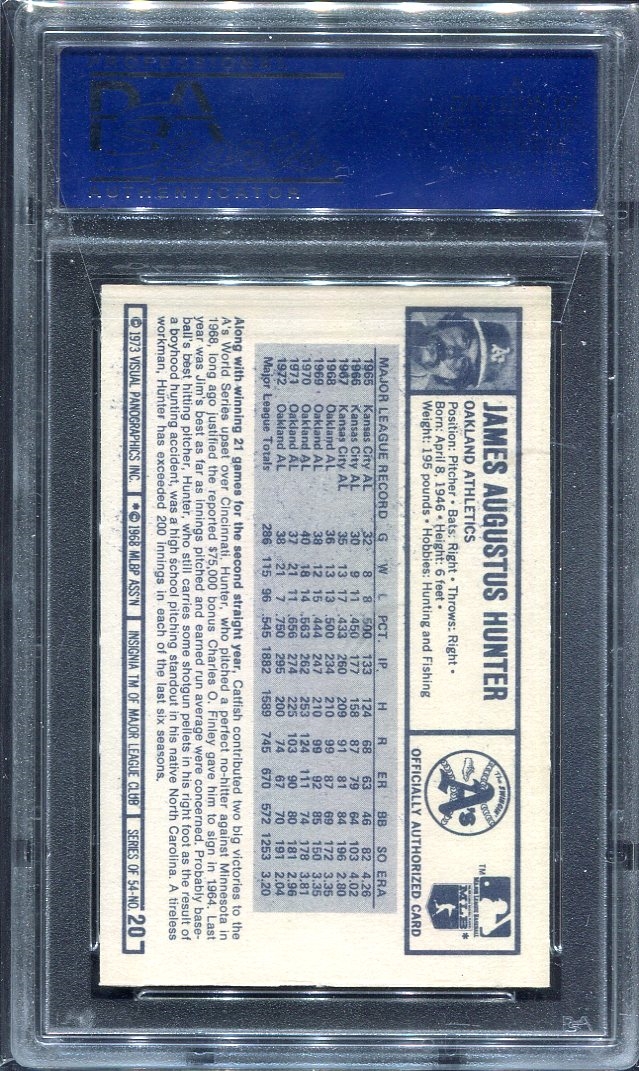 PROFESSIONAL
PSA
AUTHENTICATOR
JAMES AUGUSTUS HUNTER
OAKLAND ATHLETICS
Position: Pitcher • Bats: Right • Throws: Right •
Born: April 8, 1946 • Height: 6 feet •
Weight: 195 pounds • Hobbies: Hunting and Fishing
The Swingin'
A's
TM
Major League Baseball
MLB*
OFFICIALLY AUTHORIZED CARD
MAJOR LEAGUE RECORD G W L PCT. IP H R ER BB SO ERA
1965 Kansas City AL 32 8 8 .500 133 124 68 63 46 82 4.26
1966 Kansas City AL 30 9 11 .450 177 158 87 79 64 103 4.02
1967 Kansas City AL 35 13 17 .433 260 209 91 81 84 196 2.80
1968 Oakland AL 36 13 13 .500 234 210 99 87 69 172 3.35
1969 Oakland AL 38 12 15 .444 247 210 99 92 85 150 3.35
1970 Oakland AL 40 18 14 .563 262 253 124 111 74 178 3.81
1971 Oakland AL 37 21 11 .656 274 225 103 90 80 181 2.96
1972 Oakland AL 38 21 7 .750 295 200 74 67 70 191 2.04
Major League Totals 286 115 96 .545 1882 1589 745 670 572 1253 3.20
Along with winning 21 games for the second straight year, Catfish contributed two big victories to the
A's World Series upset over Cincinnati. Hunter, who pitched a perfect no-hitter against Minnesota in
1968, long ago justified the reported $75,000 bonus Charles O. Finley gave him to sign in 1964. Last
year was Jim's best as far as innings pitched and earned run average were concerned. Probably base-
ball's best hitting pitcher, Hunter, who still carries some shotgun pellets in his right foot as the result of
a boyhood hunting accident, was a high school pitching standout in his native North Carolina. A tireless
workman, Hunter has exceeded 200 innings in each of the last six seasons.
© 1973 VISUAL PANOGRAPHICS INC. | *© 1968 MLBP ASS'N | INSIGNIA TM OF MAJOR LEAGUE CLUB | SERIES OF 54-NO. 20
PSA